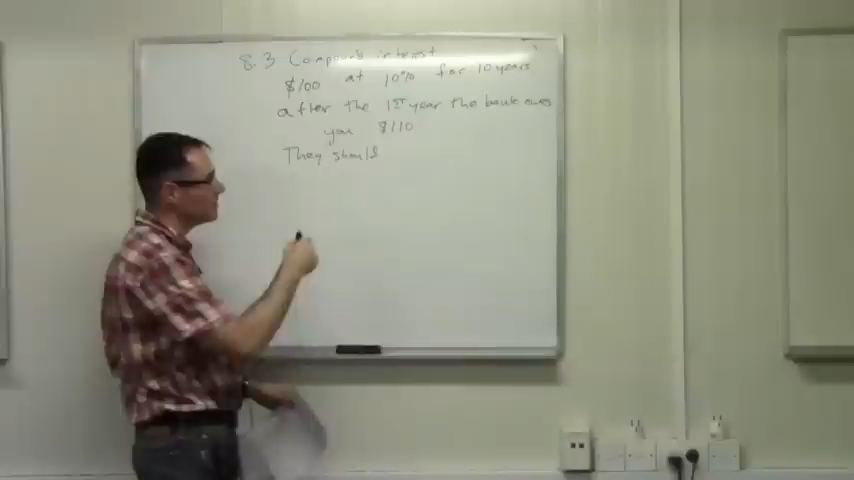 8.3 Compound interest
$100 at 10% for 10 years
after the 1ST year the bank owes
you $110
They should